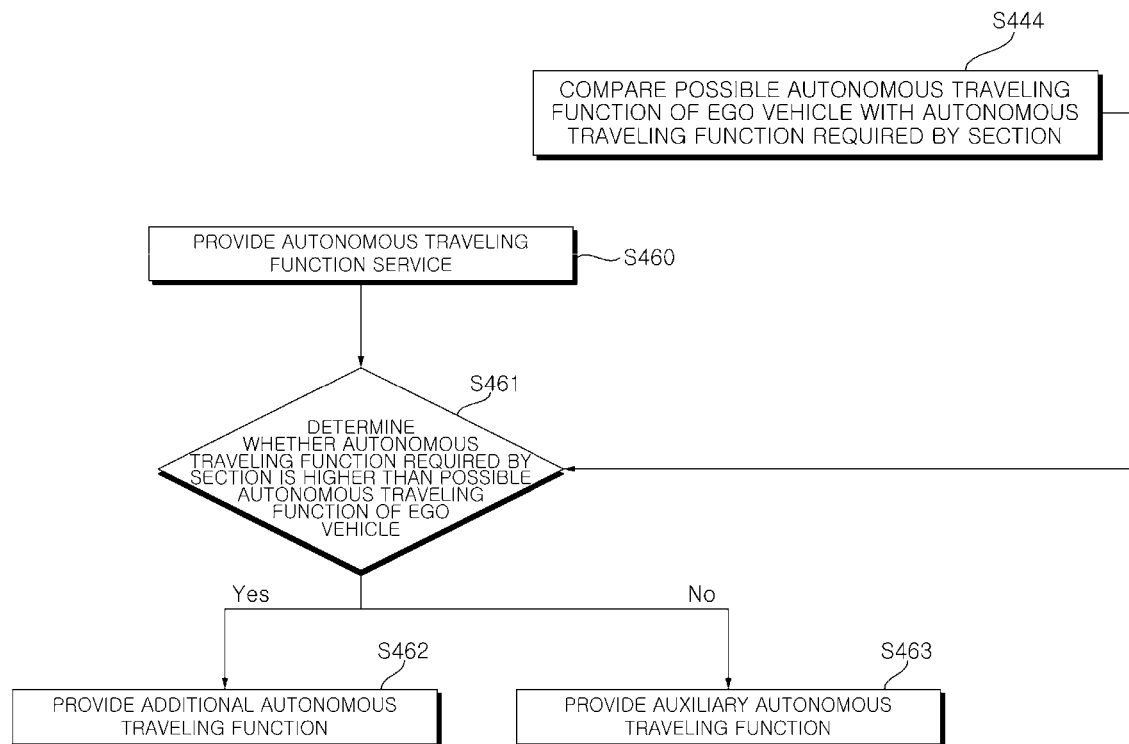 S444
COMPARE POSSIBLE AUTONOMOUS TRAVELING
FUNCTION OF EGO VEHICLE WITH AUTONOMOUS
TRAVELING FUNCTION REQUIRED BY SECTION
PROVIDE AUTONOMOUS TRAVELING
FUNCTION SERVICE
S460
S461
DETERMINE
WHETHER AUTONOMOUS
TRAVELING FUNCTION REQUIRED BY
SECTION IS HIGHER THAN POSSIBLE
AUTONOMOUS TRAVELING
FUNCTION OF EGO
VEHICLE
Yes
No
S462
PROVIDE ADDITIONAL AUTONOMOUS
TRAVELING FUNCTION
S463
PROVIDE AUXILIARY AUTONOMOUS
TRAVELING FUNCTION